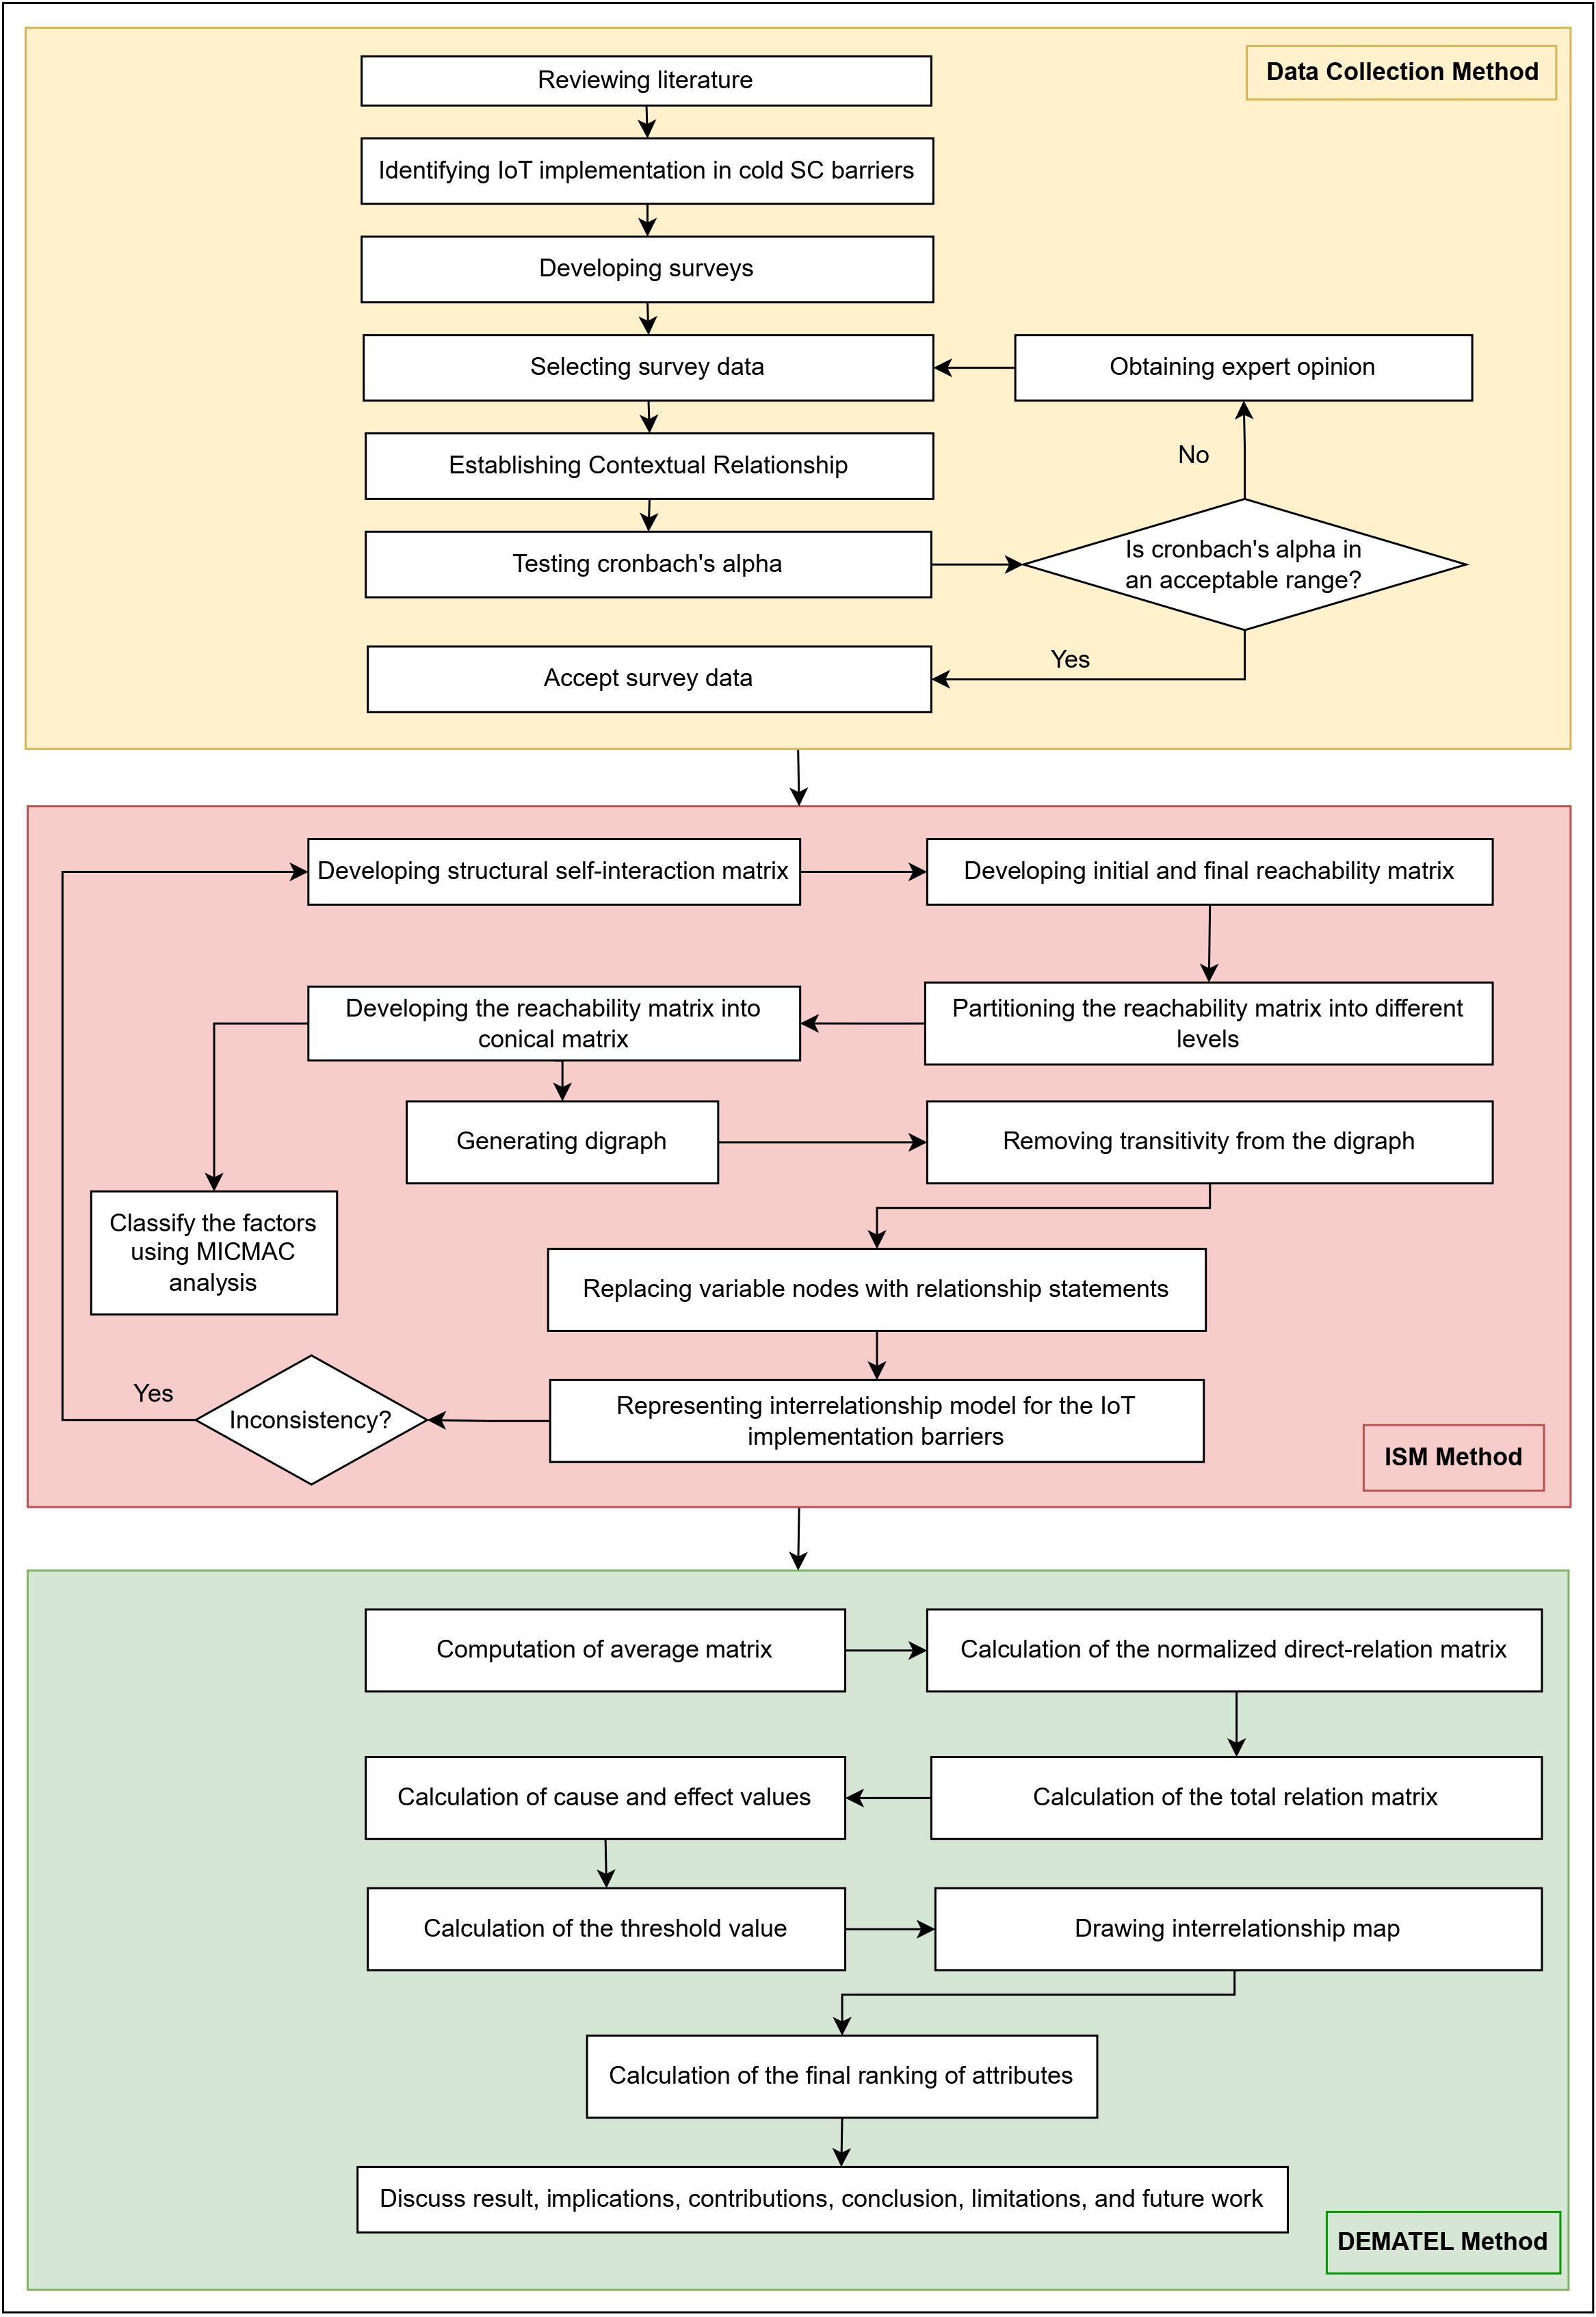 Data Collection Method
Reviewing literature
Identifying IoT implementation in cold SC barriers
Developing surveys
Selecting survey data
Obtaining expert opinion
No
Establishing Contextual Relationship
Testing cronbach's alpha
Is cronbach's alpha in
an acceptable range?
Yes
Accept survey data
Developing structural self-interaction matrix
Developing initial and final reachability matrix
Developing the reachability matrix into
conical matrix
Partitioning the reachability matrix into different
levels
Generating digraph
Removing transitivity from the digraph
Classify the factors
using MICMAC
analysis
Replacing variable nodes with relationship statements
Yes
Inconsistency?
Representing interrelationship model for the IoT
implementation barriers
ISM Method
Computation of average matrix
Calculation of the normalized direct-relation matrix
Calculation of cause and effect values
Calculation of the total relation matrix
Calculation of the threshold value
Drawing interrelationship map
Calculation of the final ranking of attributes
Discuss result, implications, contributions, conclusion, limitations, and future work
DEMATEL Method